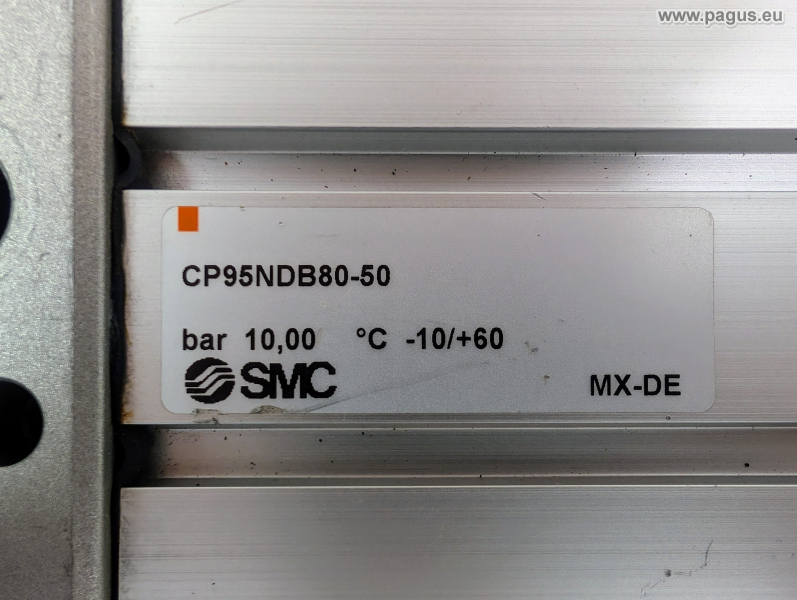 www.pagus.eu
CP95NDB80-50
bar 10,00 °C -10/+60
SMC
MX-DE